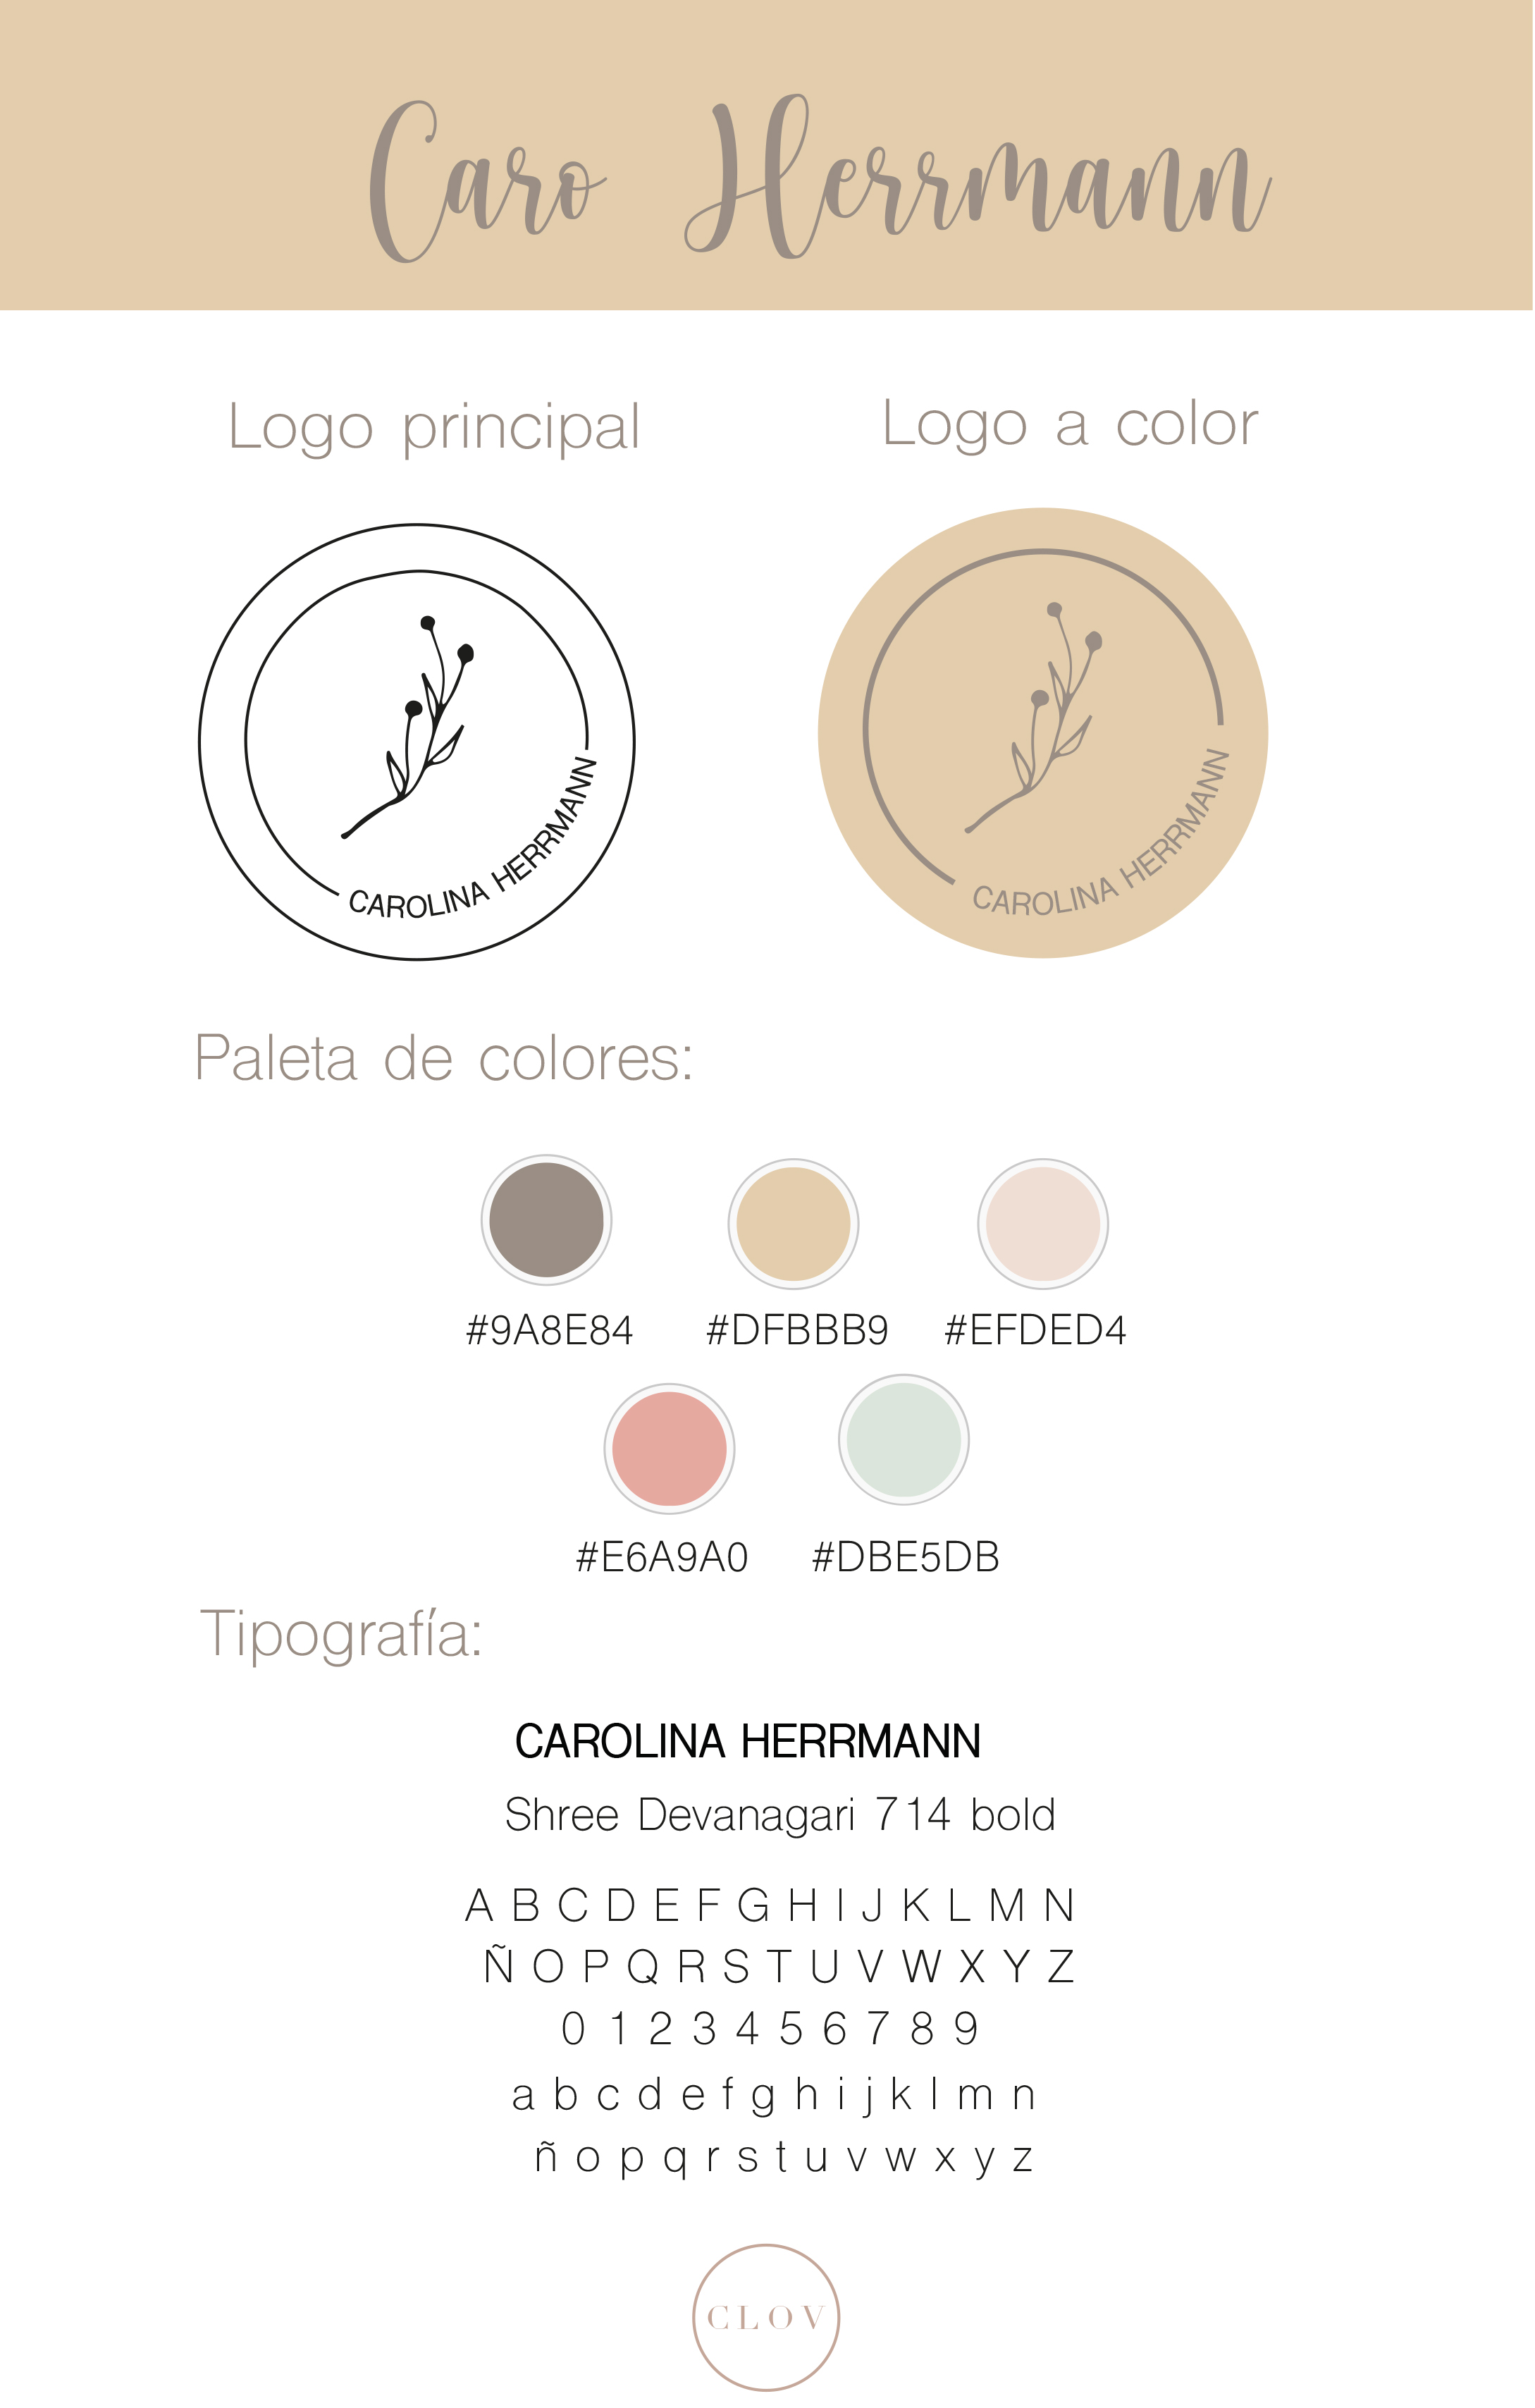 Caro Herrmann
Logo principal
Logo a color
CAROLINA HERRMANN
CAROLINA HERRMANN
Paleta de colores:
#9A8E84
#DFBBB9
#EFDED4
#E6A9A0
#DBE5DB
Tipografía:
CAROLINA HERRMANN
Shree Devanagari 714 bold
A B C D E F G H I J K L M N
Ñ O P Q R S T U V W X Y Z
0 1 2 3 4 5 6 7 8 9
a b c d e f g h i j k l m n
ñ o p q r s t u v w x y z
CLOV